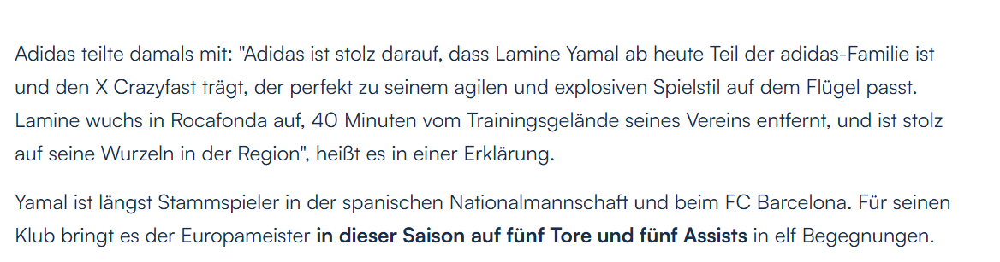 Adidas teilte damals mit: "Adidas ist stolz darauf, dass Lamine Yamal ab heute Teil der adidas-Familie ist
und den X Crazyfast trägt, der perfekt zu seinem agilen und explosiven Spielstil auf dem Flügel passt.
Lamine wuchs in Rocafonda auf, 40 Minuten vom Trainingsgelände seines Vereins entfernt, und ist stolz
auf seine Wurzeln in der Region", heißt es in einer Erklärung.
Yamal ist längst Stammspieler in der spanischen Nationalmannschaft und beim FC Barcelona. Für seinen
Klub bringt es der Europameister in dieser Saison auf fünf Tore und fünf Assists in elf Begegnungen.